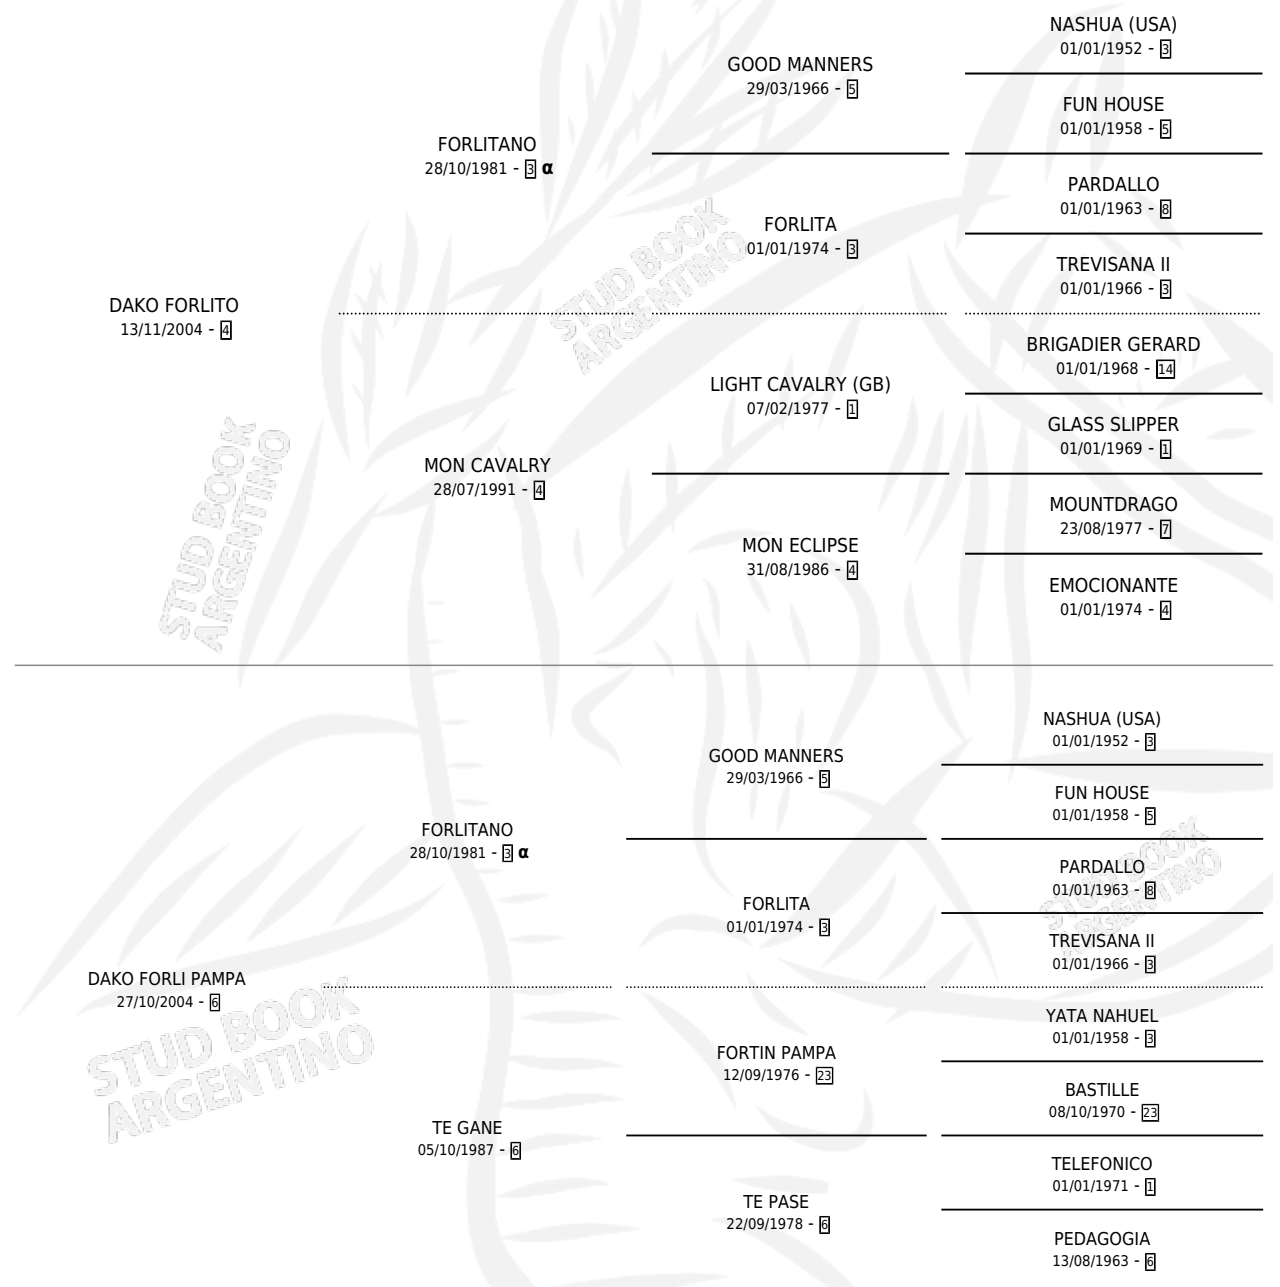 NASHUA (USA)
01/01/1952 - 3
GOOD MANNERS
29/03/1966 - 5
FUN HOUSE
01/01/1958 - 5
FORLITANO
28/10/1981 - 3 α
PARDALLO
01/01/1963 - 8
FORLITA
01/01/1974 - 3
TREVISANA II
01/01/1966 - 3
DAKO FORLITO
13/11/2004 - 4
BRIGADIER GERARD
01/01/1968 - 14
LIGHT CAVALRY (GB)
07/02/1977 - 1
GLASS SLIPPER
01/01/1969 - 1
MON CAVALRY
28/07/1991 - 4
MOUNTDRAGO
23/08/1977 - 7
MON ECLIPSE
31/08/1986 - 4
EMOCIONANTE
01/01/1974 - 4
STUD BOOK
ARGENTINO
STUD BOOK
ARGENTINO
NASHUA (USA)
01/01/1952 - 3
GOOD MANNERS
29/03/1966 - 5
FUN HOUSE
01/01/1958 - 5
FORLITANO
28/10/1981 - 3 α
PARDALLO
01/01/1963 - 8
FORLITA
01/01/1974 - 3
TREVISANA II
01/01/1966 - 3
DAKO FORLI PAMPA
27/10/2004 - 6
YATA NAHUEL
01/01/1958 - 3
FORTIN PAMPA
12/09/1976 - 23
BASTILLE
08/10/1970 - 23
TE GANE
05/10/1987 - 6
TELEFONICO
01/01/1971 - 1
TE PASE
22/09/1978 - 6
PEDAGOGIA
13/08/1963 - 6
STUD BOOK
ARGENTINO
STUD BOOK
ARGENTINO